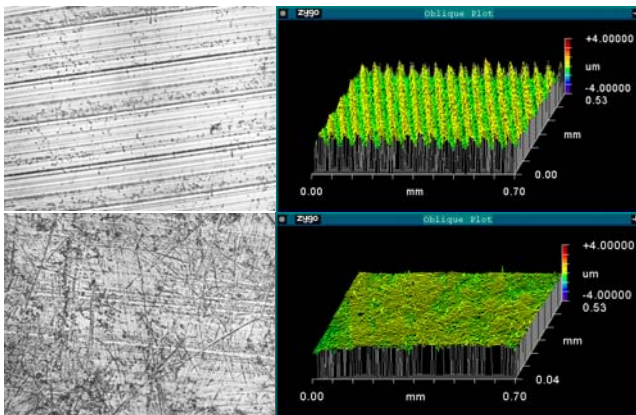 zygo Oblique Plot
+4.00000
um
-4.00000
0.53
mm
0.00
0.00 mm 0.70
zygo Oblique Plot
+4.00000
um
-4.00000
0.53
mm
0.04
0.00 mm 0.70